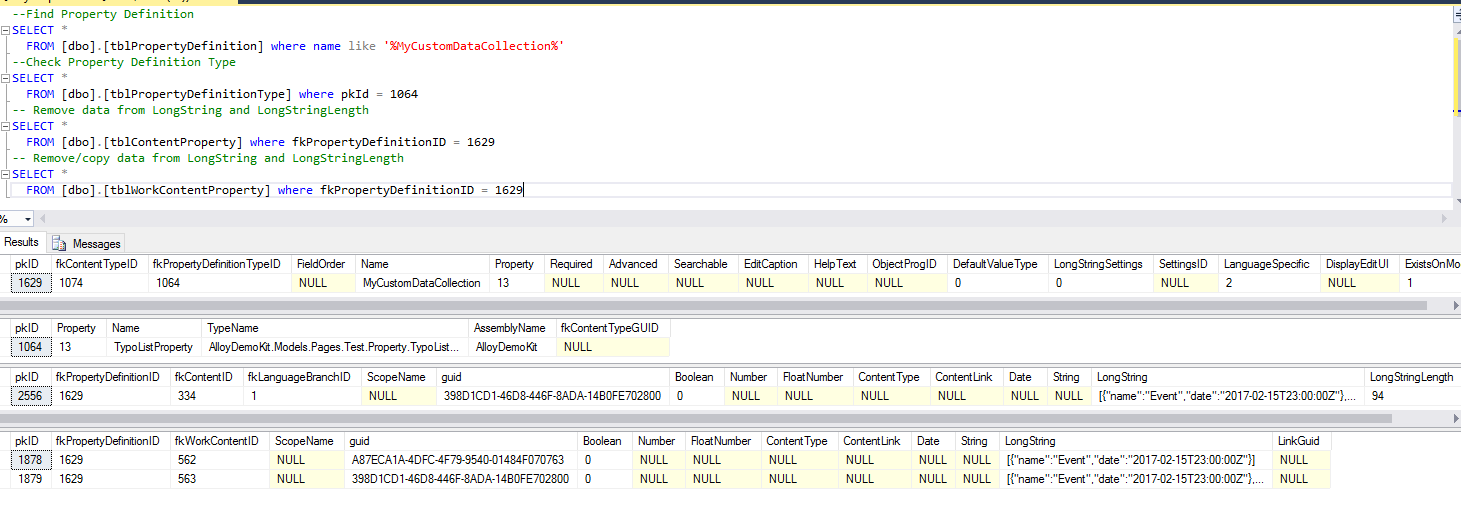 --Find Property Definition
SELECT *
FROM [dbo].[tblPropertyDefinition] where name like '%MyCustomDataCollection%'
--Check Property Definition Type
SELECT *
FROM [dbo].[tblPropertyDefinitionType] where pkId = 1064
-- Remove data from LongString and LongStringLength
SELECT *
FROM [dbo].[tblContentProperty] where fkPropertyDefinitionID = 1629
-- Remove/copy data from LongString and LongStringLength
SELECT *
FROM [dbo].[tblWorkContentProperty] where fkPropertyDefinitionID = 1629
%
Results Messages
pkID fkContentTypeID fkPropertyDefinitionTypeID FieldOrder Name Property Required Advanced Searchable EditCaption HelpText ObjectProgID DefaultValueType LongStringSettings SettingsID LanguageSpecific DisplayEditUI ExistsOnMo
1629 1074 1064 NULL MyCustomDataCollection 13 NULL NULL NULL NULL NULL NULL 0 0 NULL 2 NULL 1
pkID Property Name TypeName AssemblyName fkContentTypeGUID
1064 13 TypoListProperty AlloyDemoKit.Models.Pages.Test.Property.TypoList... AlloyDemoKit NULL
pkID fkPropertyDefinitionID fkContentID fkLanguageBranchID ScopeName guid Boolean Number FloatNumber ContentType ContentLink Date String LongString LongStringLength
2556 1629 334 1 NULL 398D1CD1-46D8-446F-8ADA-14B0FE702800 0 NULL NULL NULL NULL NULL NULL [{"name":"Event","date":"2017-02-15T23:00:00Z"},... 94
pkID fkPropertyDefinitionID fkWorkContentID ScopeName guid Boolean Number FloatNumber ContentType ContentLink Date String LongString LinkGuid
1878 1629 562 NULL A87ECA1A-4DFC-4F79-9540-01484F070763 0 NULL NULL NULL NULL NULL NULL [{"name":"Event","date":"2017-02-15T23:00:00Z"}] NULL
1879 1629 563 NULL 398D1CD1-46D8-446F-8ADA-14B0FE702800 0 NULL NULL NULL NULL NULL NULL [{"name":"Event","date":"2017-02-15T23:00:00Z"},... NULL